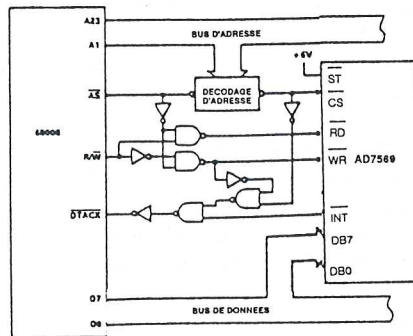 A23
A1
BUS D'ADRESSE
+5V
ST
AS
DECODAGE
D'ADRESSE
CS
68008
RD
R/W
WR AD7569
DTACK
INT
DB7
DB0
D7
BUS DE DONNEES
D0